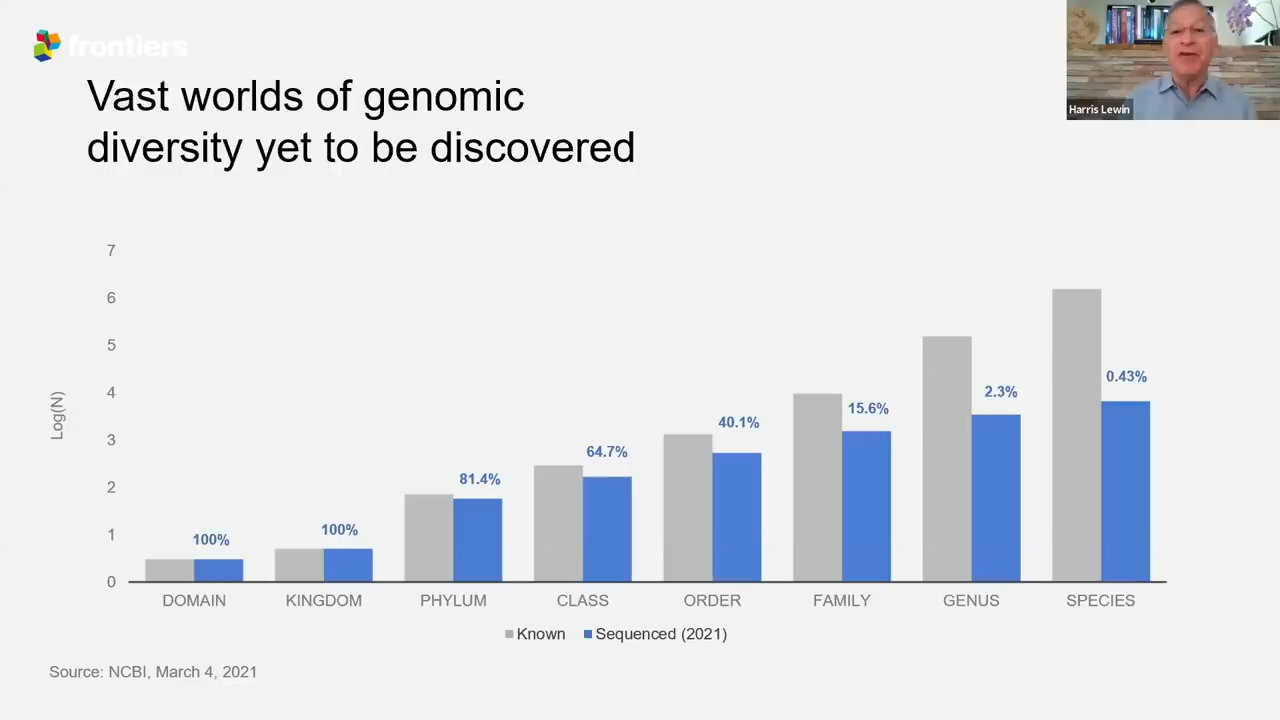 frontiers
Harris Lewin
Vast worlds of genomic
diversity yet to be discovered
7
6
5
4
3
2
1
0
Log(N)
100%
100%
81.4%
64.7%
40.1%
15.6%
2.3%
0.43%
DOMAIN
KINGDOM
PHYLUM
CLASS
ORDER
FAMILY
GENUS
SPECIES
Known
Sequenced (2021)
Source: NCBI, March 4, 2021